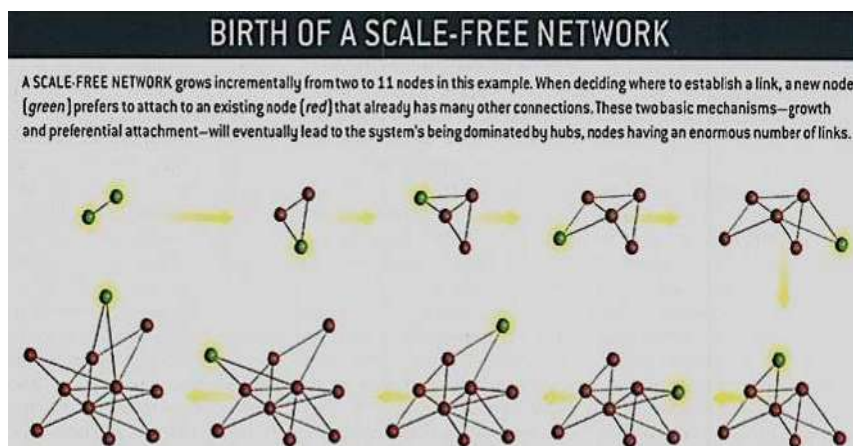 BIRTH OF A SCALE-FREE NETWORK
A SCALE-FREE NETWORK grows incrementally from two to 11 nodes in this example. When deciding where to establish a link, a new node
(green) prefers to attach to an existing node (red) that already has many other connections. These two basic mechanisms—growth
and preferential attachment—will eventually lead to the system's being dominated by hubs, nodes having an enormous number of links.